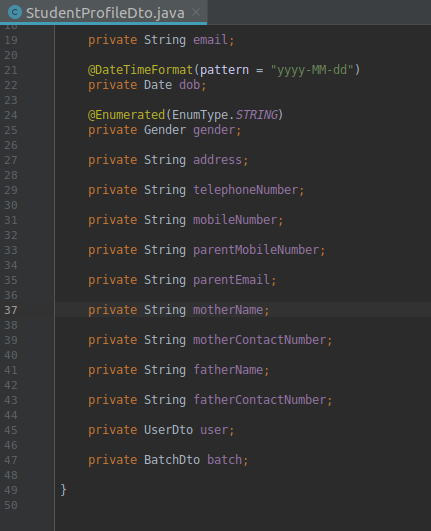 StudentProfileDto.java
18
19 private String email;
20
21 @DateTimeFormat(pattern = "yyyy-MM-dd")
22 private Date dob;
23
24 @Enumerated(EnumType.STRING)
25 private Gender gender;
26
27 private String address;
28
29 private String telephoneNumber;
30
31 private String mobileNumber;
32
33 private String parentMobileNumber;
34
35 private String parentEmail;
36
37 private String motherName;
38
39 private String motherContactNumber;
40
41 private String fatherName;
42
43 private String fatherContactNumber;
44
45 private UserDto user;
46
47 private BatchDto batch;
48
49 }
50